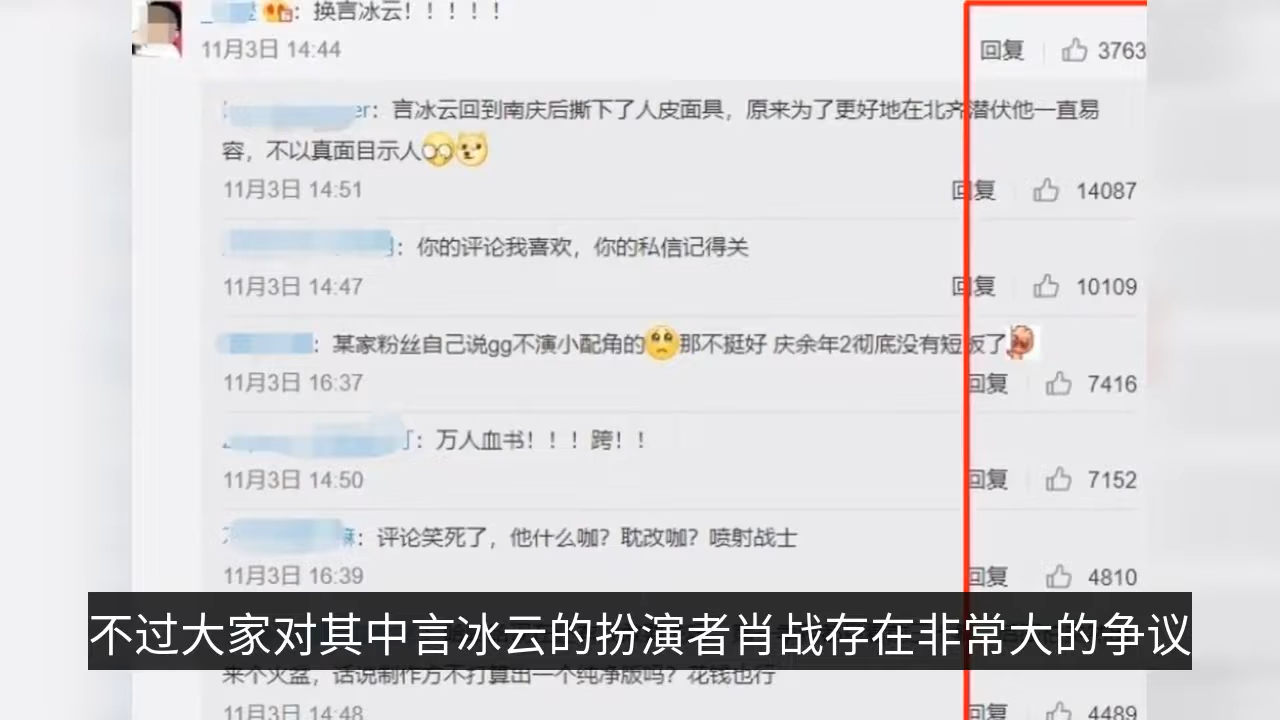 ：换言冰云！！！！！
11月3日 14:44
回复 3763
er：言冰云回到南庆后撕下了人皮面具，原来为了更好地在北齐潜伏他一直易
容，不以真面目示人
11月3日 14:51
回复 14087
：你的评论我喜欢，你的私信记得关
11月3日 14:47
回复 10109
：某家粉丝自己说gg不演小配角的 那不挺好 庆余年2彻底没有短板了
11月3日 16:37
回复 7416
：万人血书！！！跨！！
11月3日 14:50
回复 7152
麻：评论笑死了，他什么咖？耽改咖？喷射战士
11月3日 16:39
回复 4810
不过大家对其中言冰云的扮演者肖战存在非常大的争议
来个火盆，话说制作方不打算出一个纯净版吗？花钱也行
11月3日 14:48
回复 4489